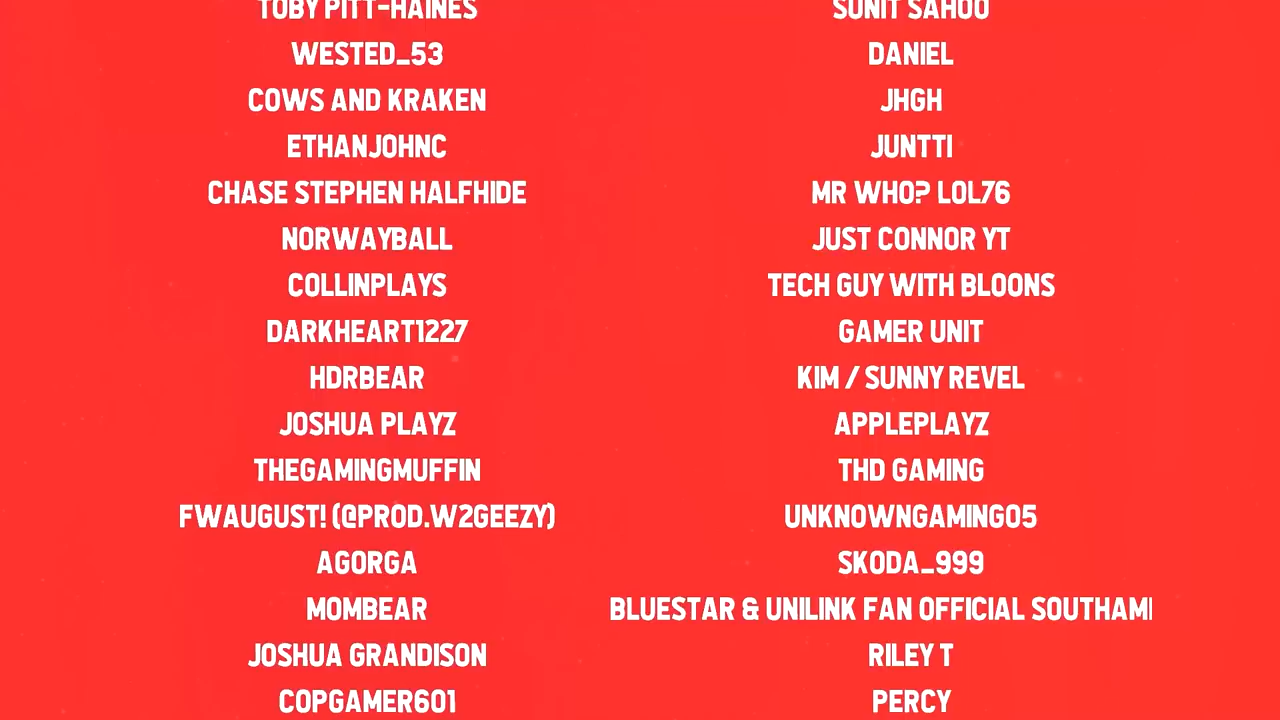 TOBY PITT-HAINES
WESTED_53
COWS AND KRAKEN
ETHANJOHNC
CHASE STEPHEN HALFHIDE
NORWAYBALL
COLLINPLAYS
DARKHEART1227
HDRBEAR
JOSHUA PLAYZ
THEGAMINGMUFFIN
FWAUGUST! (@PROD.W2GEEZY)
AGORGA
MOMBEAR
JOSHUA GRANDISON
COPGAMER601
SUNIT SAHOO
DANIEL
JHGH
JUNTTI
MR WHO? LOL76
JUST CONNOR YT
TECH GUY WITH BLOONS
GAMER UNIT
KIM / SUNNY REVEL
APPLEPLAYZ
THD GAMING
UNKNOWNGAMING05
SKODA_999
BLUESTAR & UNILINK FAN OFFICIAL
RILEY T
PERCY